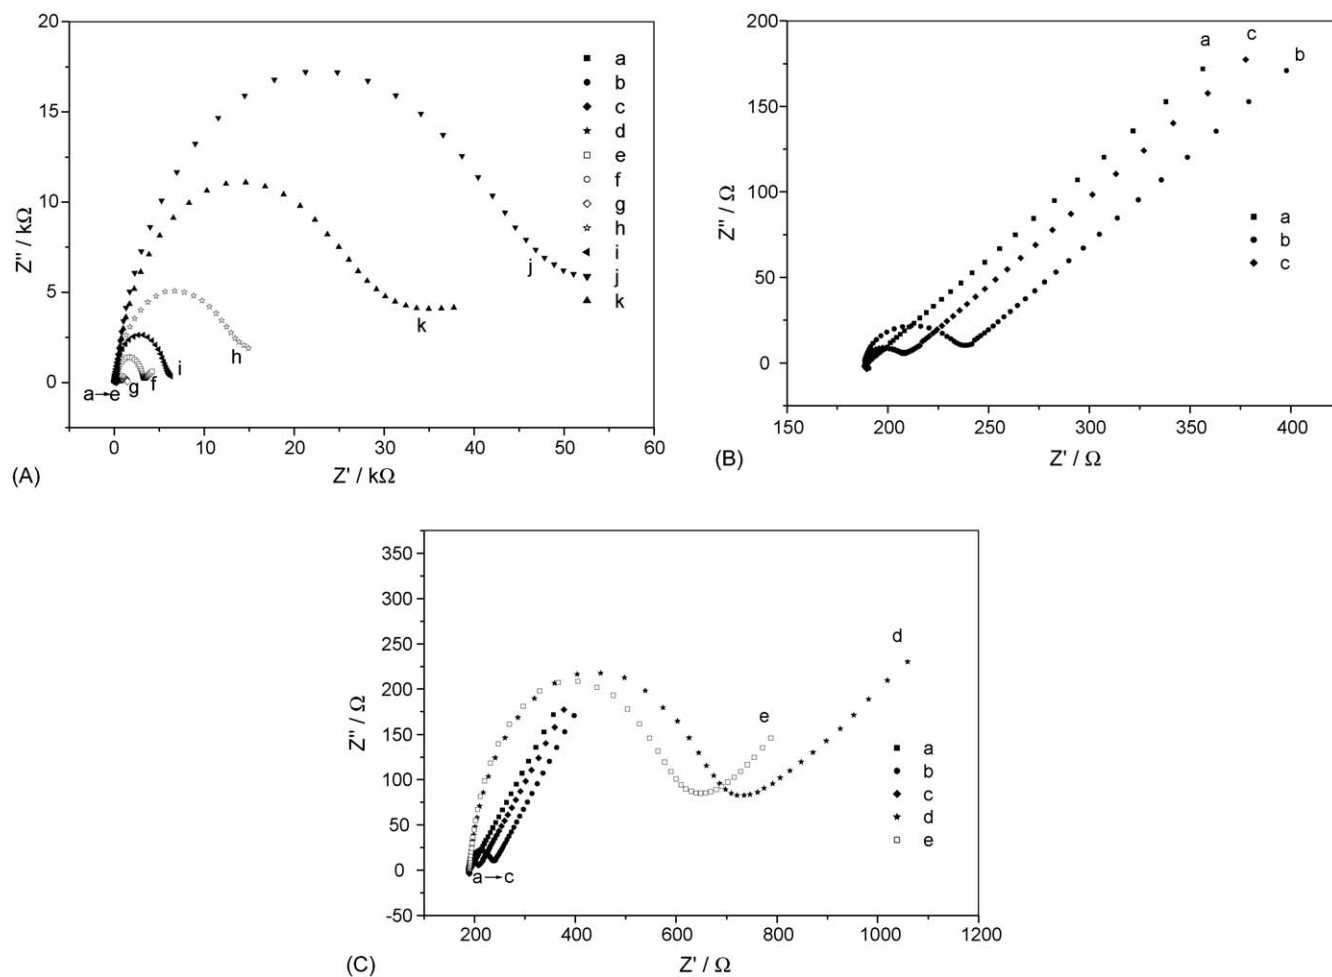 20
15
10
5
0
Z'' / kΩ
a
b
c
d
e
f
g
h
i
j
k
j
k
h
i
f
g
a→e
0
10
20
30
40
50
60
Z' / kΩ
(A)
200
150
100
50
0
Z'' / Ω
a
c
b
a
b
c
150
200
250
300
350
400
Z' / Ω
(B)
350
300
250
200
150
100
50
0
-50
Z'' / Ω
d
e
a
b
c
d
e
a→c
200
400
600
800
1000
1200
Z' / Ω
(C)